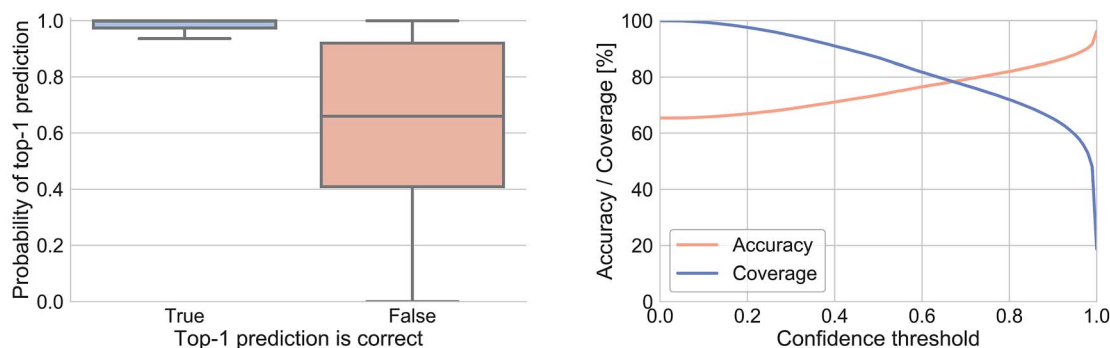 Probability of top-1 prediction
1.0
0.8
0.6
0.4
0.2
0.0
True
False
Top-1 prediction is correct
Accuracy / Coverage [%]
100
80
60
40
20
0
Accuracy
Coverage
0.0
0.2
0.4
0.6
0.8
1.0
Confidence threshold